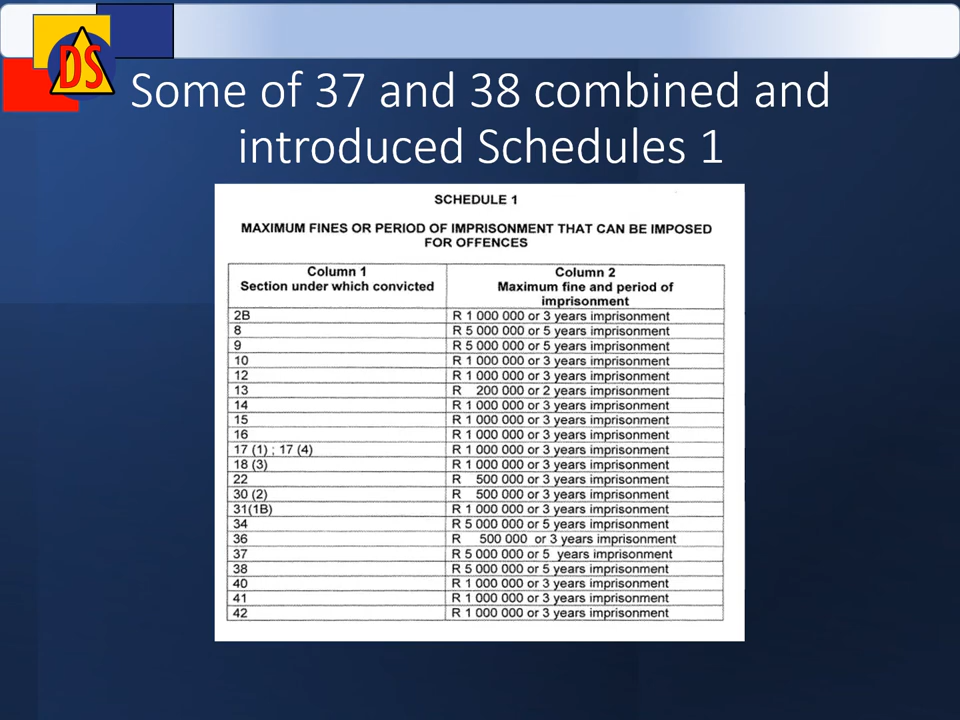 DS
Some of 37 and 38 combined and
introduced Schedules 1
SCHEDULE 1
MAXIMUM FINES OR PERIOD OF IMPRISONMENT THAT CAN BE IMPOSED
FOR OFFENCES
Column 1
Section under which convicted
Column 2
Maximum fine and period of
imprisonment
2B R 1 000 000 or 3 years imprisonment
8 R 5 000 000 or 5 years imprisonment
9 R 5 000 000 or 5 years imprisonment
10 R 1 000 000 or 3 years imprisonment
12 R 1 000 000 or 3 years imprisonment
13 R 200 000 or 2 years imprisonment
14 R 1 000 000 or 3 years imprisonment
15 R 1 000 000 or 3 years imprisonment
16 R 1 000 000 or 3 years imprisonment
17 (1) ; 17 (4) R 1 000 000 or 3 years imprisonment
18 (3) R 1 000 000 or 3 years imprisonment
22 R 500 000 or 3 years imprisonment
30 (2) R 500 000 or 3 years imprisonment
31(1B) R 1 000 000 or 3 years imprisonment
34 R 5 000 000 or 5 years imprisonment
36 R 500 000 or 3 years imprisonment
37 R 5 000 000 or 5 years imprisonment
38 R 5 000 000 or 5 years imprisonment
40 R 1 000 000 or 3 years imprisonment
41 R 1 000 000 or 3 years imprisonment
42 R 1 000 000 or 3 years imprisonment